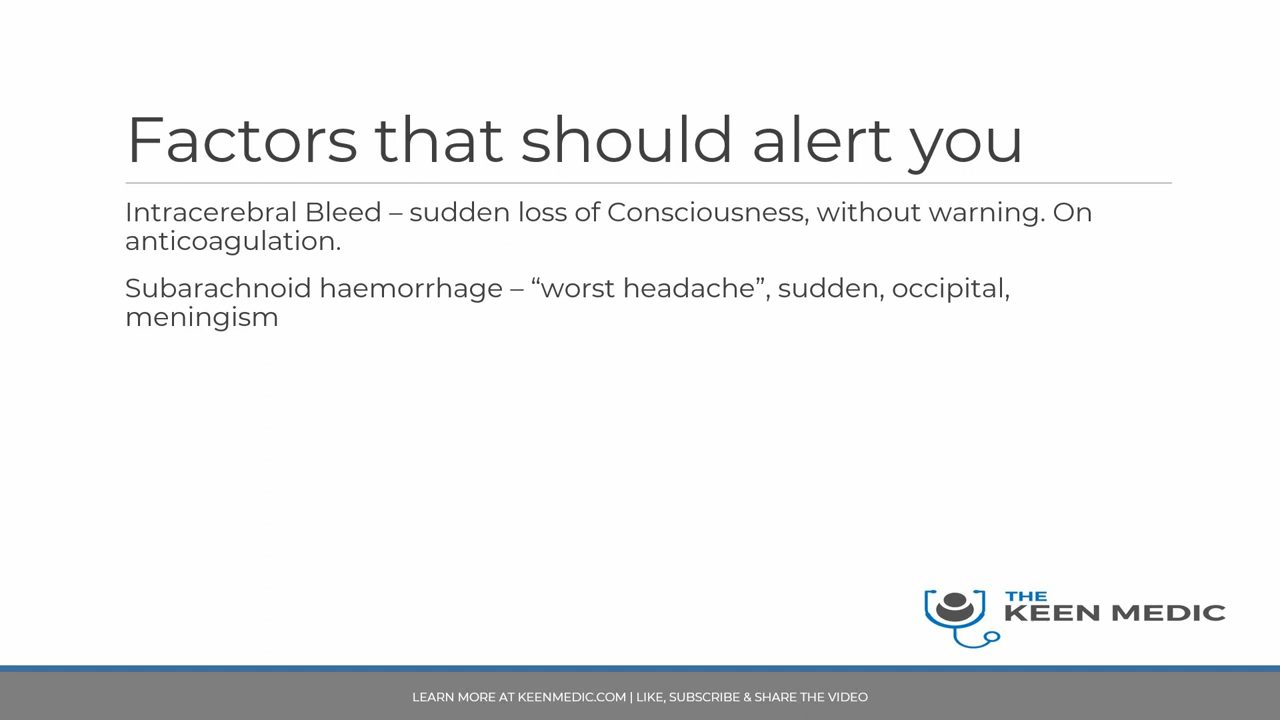 Factors that should alert you
Intracerebral Bleed – sudden loss of Consciousness, without warning. On
anticoagulation.
Subarachnoid haemorrhage – “worst headache”, sudden, occipital,
meningism
THE
KEEN MEDIC
LEARN MORE AT KEENMEDIC.COM | LIKE, SUBSCRIBE & SHARE THE VIDEO